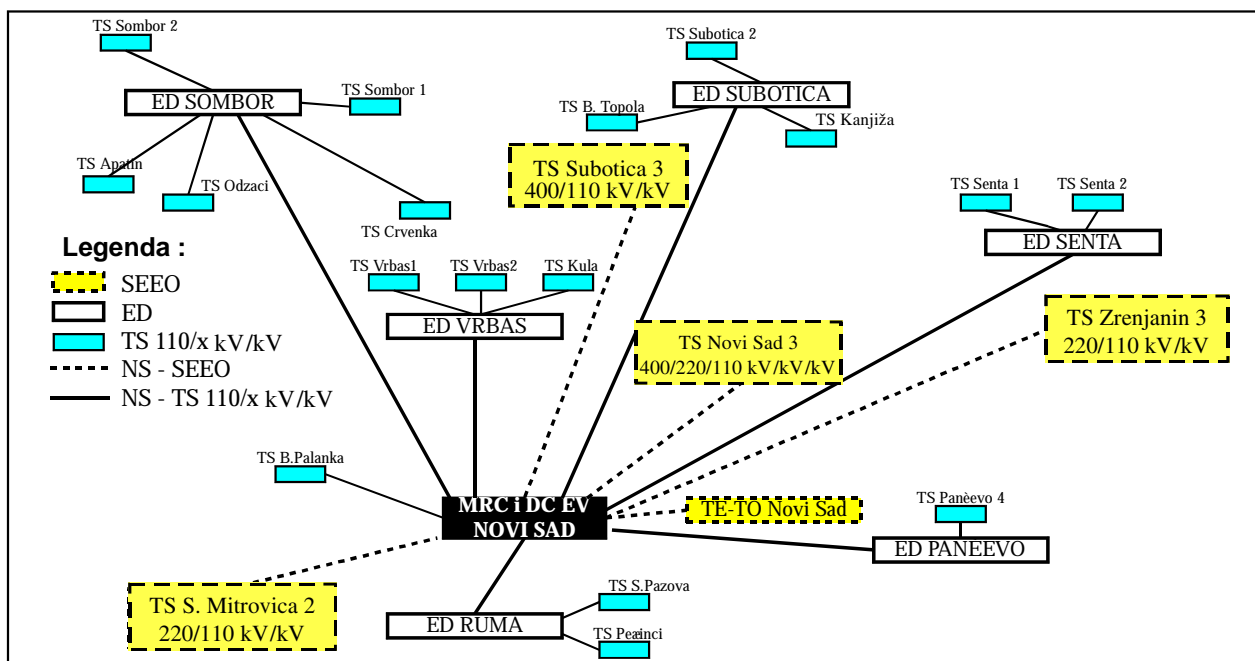 TS Sombor 2
TS Subotica 2
ED SOMBOR
TS Sombor 1
ED SUBOTICA
TS B. Topola
TS Kanjiža
TS Apatin
TS Odzaci
TS Subotica 3
400/110 kV/kV
TS Senta 1
TS Senta 2
TS Crvenka
ED SENTA
Legenda :
SEEO
ED
TS 110/x kV/kV
NS - SEEO
NS - TS 110/x kV/kV
TS Vrbas1
TS Vrbas2
TS Kula
ED VRBAS
TS Novi Sad 3
400/220/110 kV/kV/kV
TS Zrenjanin 3
220/110 kV/kV
TS B.Palanka
MRC i DC EV
NOVI SAD
TE-TO Novi Sad
TS Panèevo 4
ED PANEEVO
TS S. Mitrovica 2
220/110 kV/kV
ED RUMA
TS S.Pazova
TS Peæinci